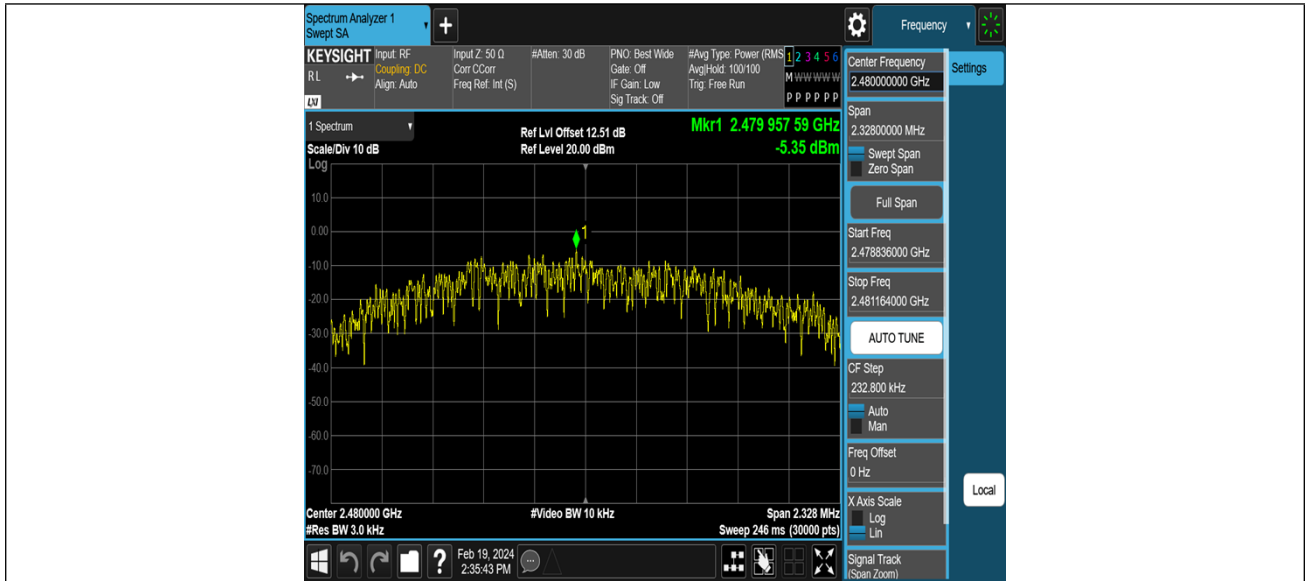 Spectrum Analyzer 1
Swept SA
Frequency
KEYSIGHT
RL
LXI
Input: RF
Coupling: DC
Align: Auto
Input Z: 50 Ω
Corr CCorr
Freq Ref: Int (S)
#Atten: 30 dB
PNO: Best Wide
Gate: Off
IF Gain: Low
Sig Track: Off
#Avg Type: Power (RMS
Avg|Hold: 100/100
Trig: Free Run
1 2 3 4 5 6
M W W W W W
P P P P P P
1 Spectrum
Scale/Div 10 dB
Log
Ref Lvl Offset 12.51 dB
Ref Level 20.00 dBm
Mkr1 2.479 957 59 GHz
-5.35 dBm
10.0
0.00
-10.0
-20.0
-30.0
-40.0
-50.0
-60.0
-70.0
1
Center 2.480000 GHz
#Res BW 3.0 kHz
#Video BW 10 kHz
Span 2.328 MHz
Sweep 246 ms (30000 pts)
?
Feb 19, 2024
2:35:43 PM
Center Frequency
2.480000000 GHz
Settings
Span
2.32800000 MHz
Swept Span
Zero Span
Full Span
Start Freq
2.478836000 GHz
Stop Freq
2.481164000 GHz
AUTO TUNE
CF Step
232.800 kHz
Auto
Man
Freq Offset
0 Hz
X Axis Scale
Log
Lin
Local
Signal Track
(Span Zoom)